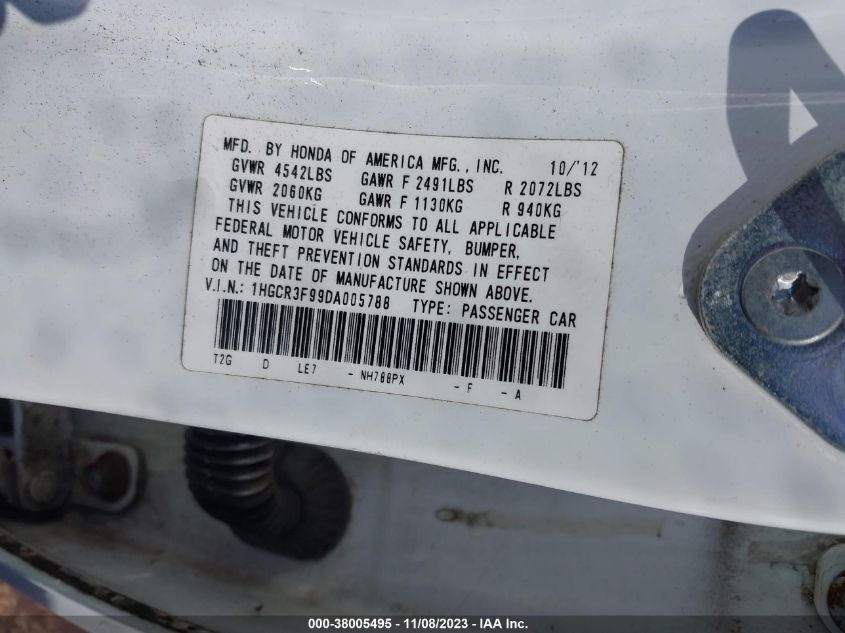 MFD. BY HONDA OF AMERICA MFG., INC. 10/'12
GVWR 4542LBS GAWR F 2491LBS R 2072LBS
GVWR 2060KG GAWR F 1130KG R 940KG
THIS VEHICLE CONFORMS TO ALL APPLICABLE
FEDERAL MOTOR VEHICLE SAFETY, BUMPER,
AND THEFT PREVENTION STANDARDS IN EFFECT
ON THE DATE OF MANUFACTURE SHOWN ABOVE.
V.I.N.: 1HGCR3F99DA005788 TYPE: PASSENGER CAR
T2G D LE7 - NH788PX - F - A
000-38005495 - 11/08/2023 - IAA Inc.